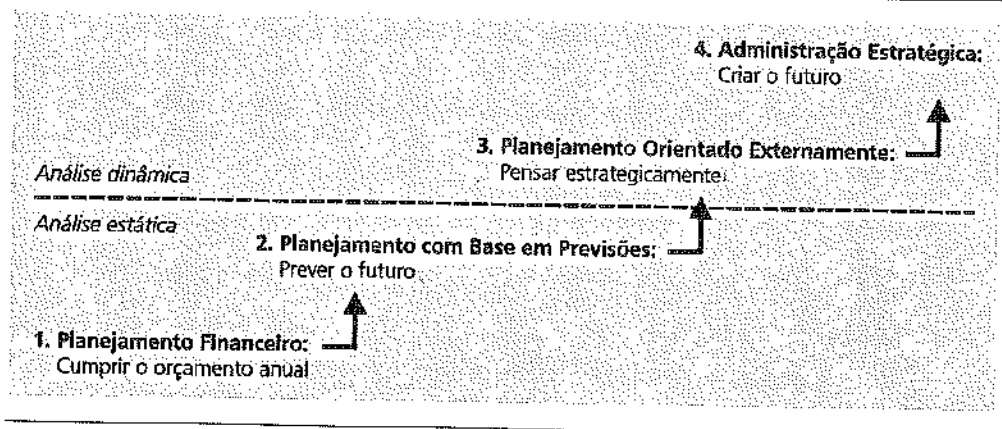 4. Administração Estratégica:
Criar o futuro
3. Planejamento Orientado Externamente:
Pensar estrategicamente
Análise dinâmica
Análise estática
2. Planejamento com Base em Previsões:
Prever o futuro
1. Planejamento Financeiro:
Cumprir o orçamento anual